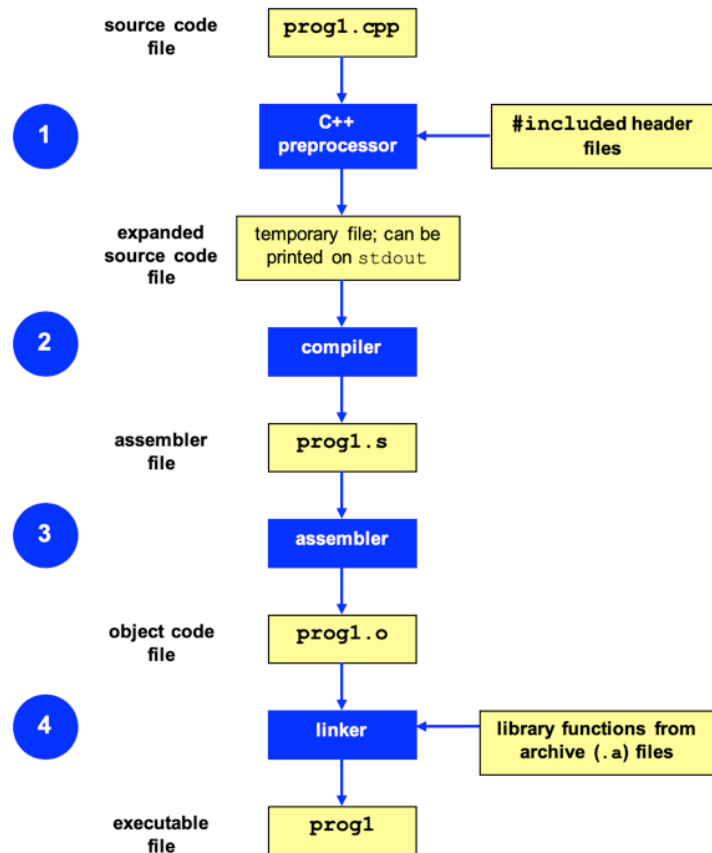 source code
file
prog1.cpp
1
C++
preprocessor
#included header
files
expanded
source code
file
temporary file; can be
printed on stdout
2
compiler
assembler
file
prog1.s
3
assembler
object code
file
prog1.o
4
linker
library functions from
archive (.a) files
executable
file
prog1